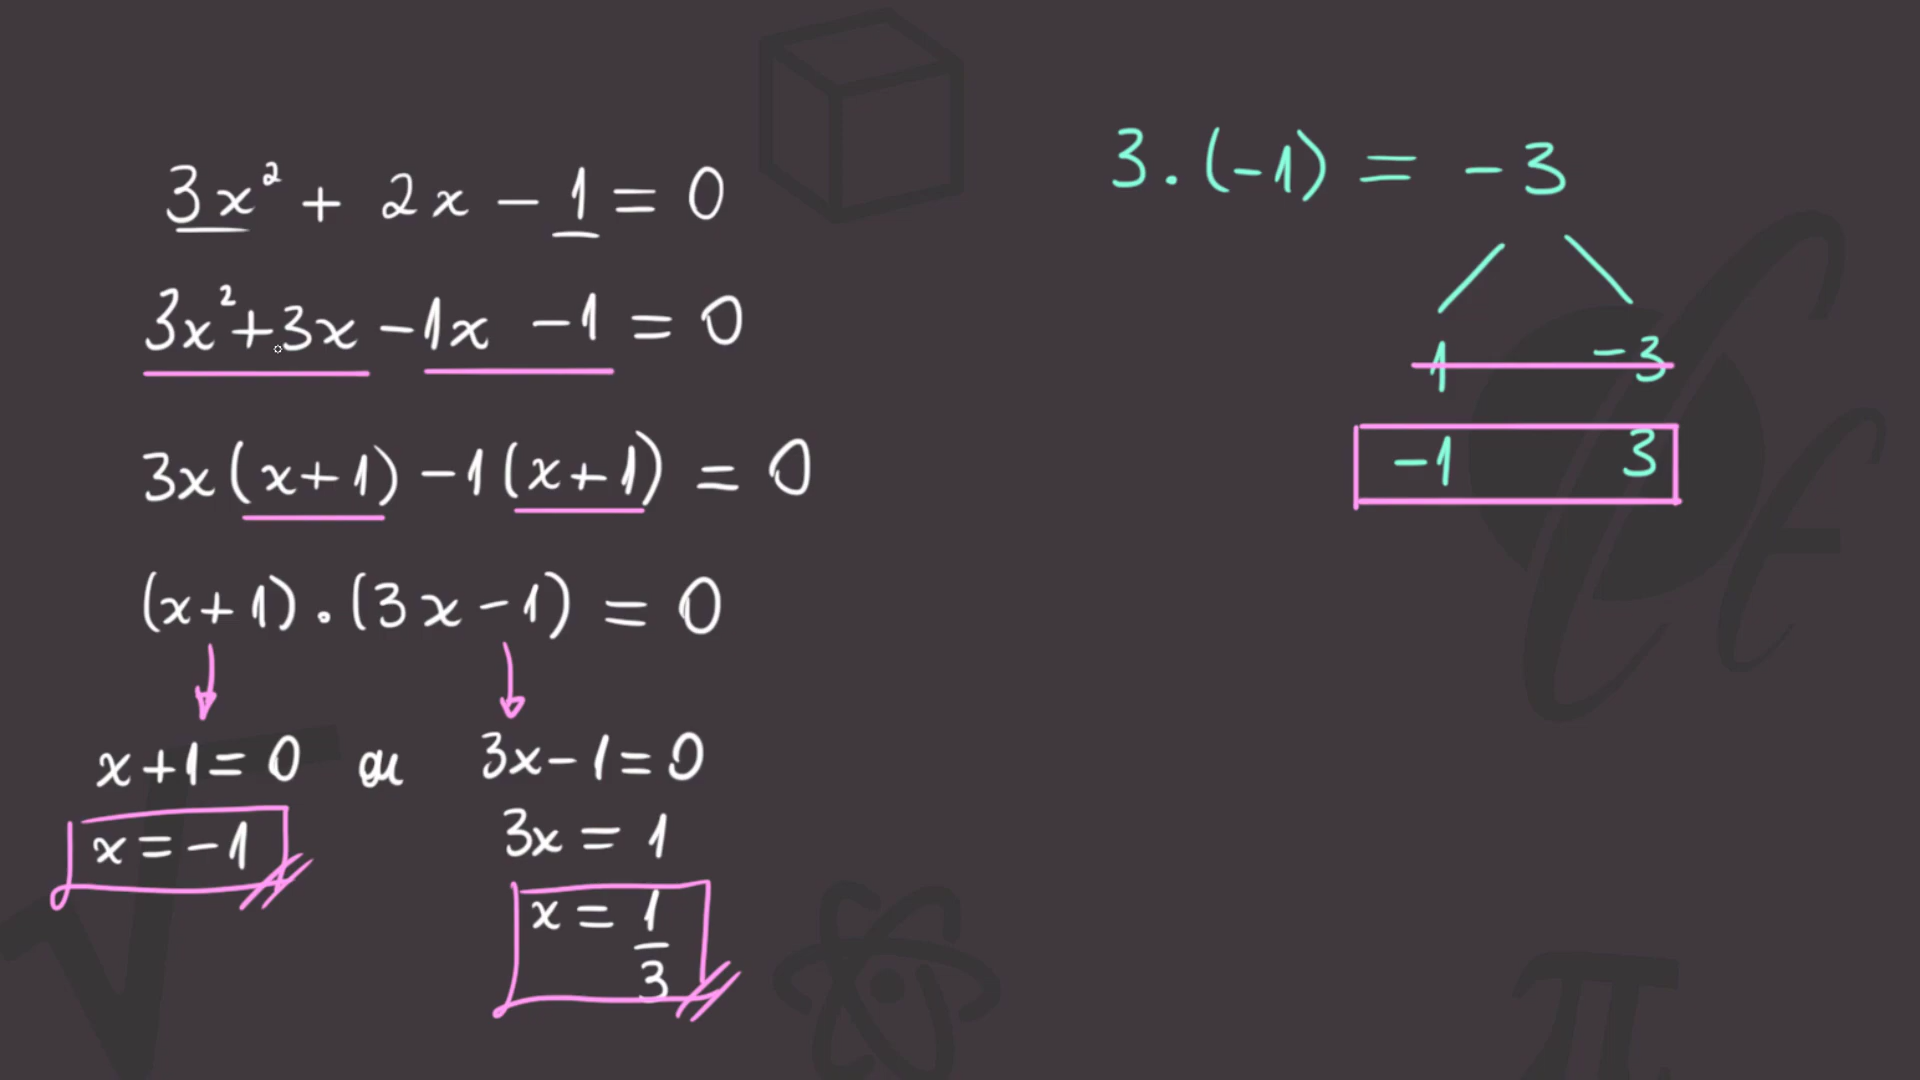 3x² + 2x - 1 = 0
3x² + 3x - 1x - 1 = 0
3x(x+1) - 1(x+1) = 0
(x+1) . (3x - 1) = 0
x + 1 = 0 ou 3x - 1 = 0
x = -1
3x = 1
x = 1/3
3 . (-1) = -3
1 -3
-1 3